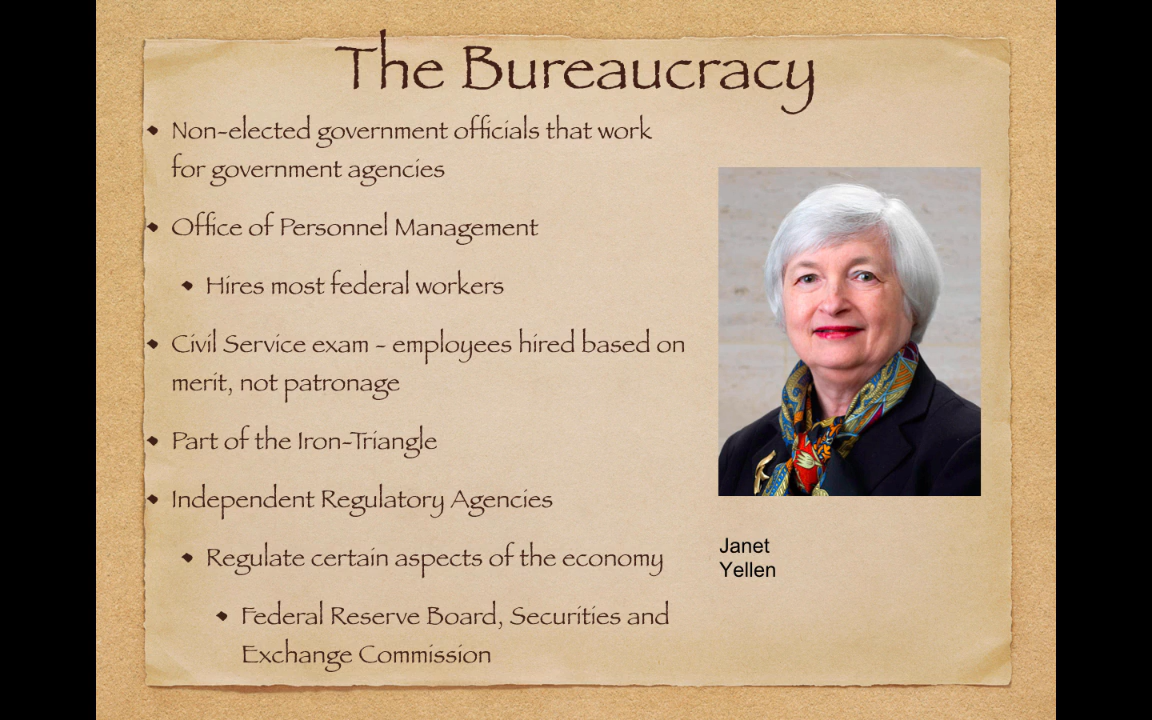 The Bureaucracy
• Non-elected government officials that work
for government agencies
• Office of Personnel Management
• Hires most federal workers
• Civil Service exam - employees hired based on
merit, not patronage
• Part of the Iron-Triangle
• Independent Regulatory Agencies
• Regulate certain aspects of the economy
• Federal Reserve Board, Securities and
Exchange Commission
Janet
Yellen